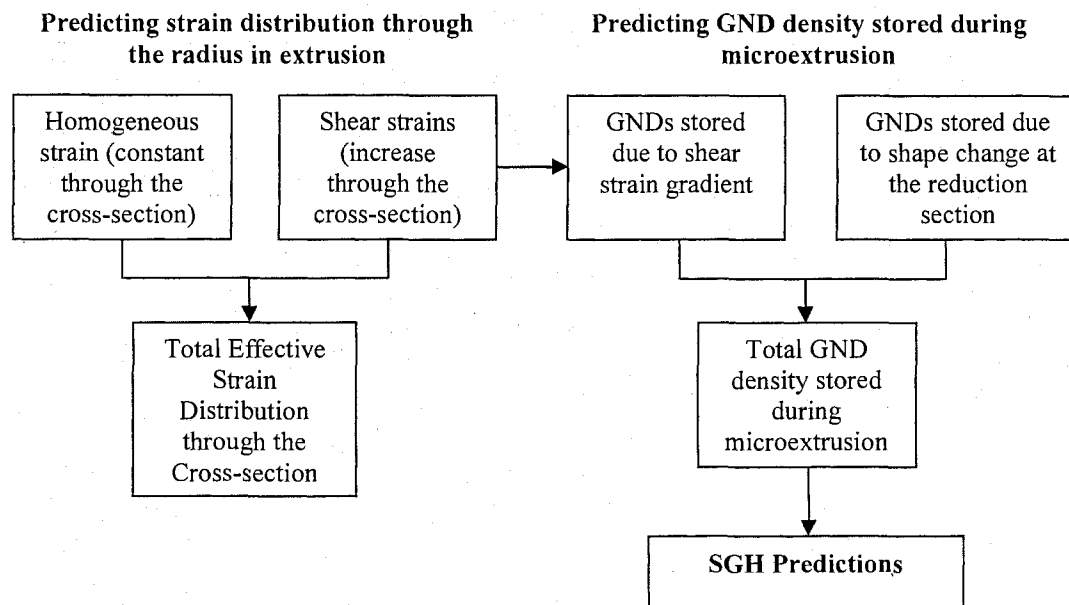 Predicting strain distribution through
the radius in extrusion
Predicting GND density stored during
microextrusion
Homogeneous
strain (constant
through the
cross-section)
Shear strains
(increase
through the
cross-section)
GNDs stored
due to shear
strain gradient
GNDs stored due
to shape change at
the reduction
section
Total Effective
Strain
Distribution
through the
Cross-section
Total GND
density stored
during
microextrusion
SGH Predictions